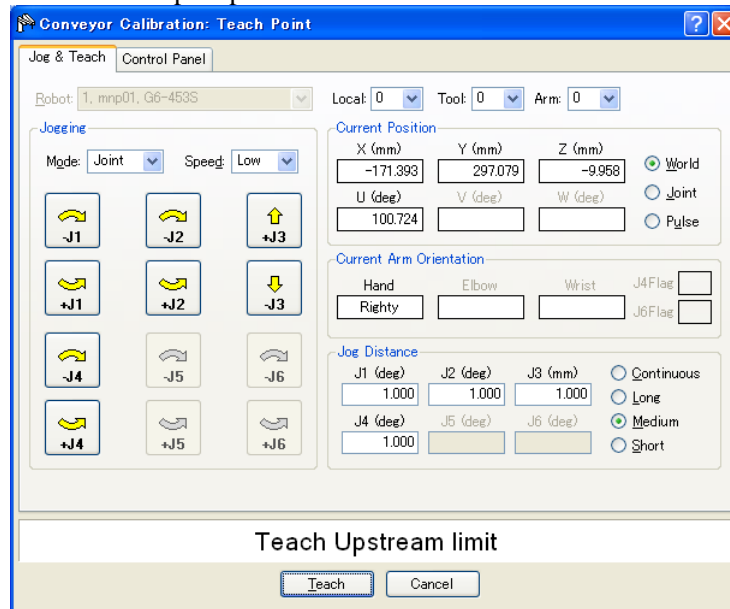 Conveyor Calibration: Teach Point
Jog & Teach Control Panel
Robot: 1, mnp01, G6-453S Local: 0 Tool: 0 Arm: 0
Jogging
Mode: Joint Speed: Low
-J1 -J2 +J3
+J1 +J2 -J3
-J4 -J5 -J6
+J4 +J5 +J6
Current Position
X (mm) Y (mm) Z (mm)
-171.393 297.079 -9.958
U (deg) V (deg) W (deg)
100.724
World
Joint
Pulse
Current Arm Orientation
Hand Elbow Wrist J4Flag
Righty J6Flag
Jog Distance
J1 (deg) J2 (deg) J3 (mm)
1.000 1.000 1.000
J4 (deg) J5 (deg) J6 (deg)
1.000
Continuous
Long
Medium
Short
Teach Upstream limit
Teach Cancel